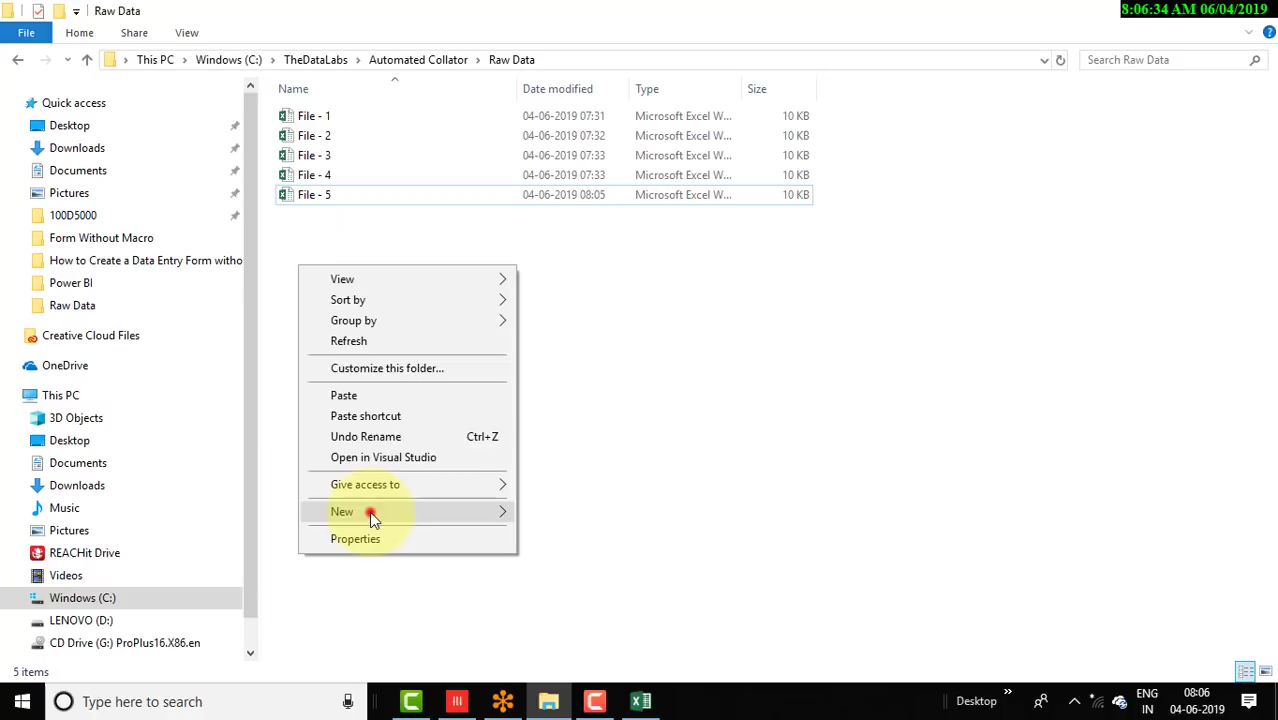 Raw Data
8:06:34 AM 06/04/2019
File Home Share View
This PC Windows (C:) TheDataLabs Automated Collator Raw Data
Search Raw Data
Name Date modified Type Size
File - 1 04-06-2019 07:31 Microsoft Excel W... 10 KB
File - 2 04-06-2019 07:32 Microsoft Excel W... 10 KB
File - 3 04-06-2019 07:33 Microsoft Excel W... 10 KB
File - 4 04-06-2019 07:33 Microsoft Excel W... 10 KB
File - 5 04-06-2019 08:05 Microsoft Excel W... 10 KB
Quick access
Desktop
Downloads
Documents
Pictures
100D5000
Form Without Macro
How to Create a Data Entry Form witho
Power BI
Raw Data
Creative Cloud Files
OneDrive
This PC
3D Objects
Desktop
Documents
Downloads
Music
Pictures
REACHit Drive
Videos
Windows (C:)
LENOVO (D:)
CD Drive (G:) ProPlus16.X86.en
View
Sort by
Group by
Refresh
Customize this folder...
Paste
Paste shortcut
Undo Rename Ctrl+Z
Open in Visual Studio
Give access to
New
Properties
5 items
Type here to search
Desktop
ENG
IN
08:06
04-06-2019